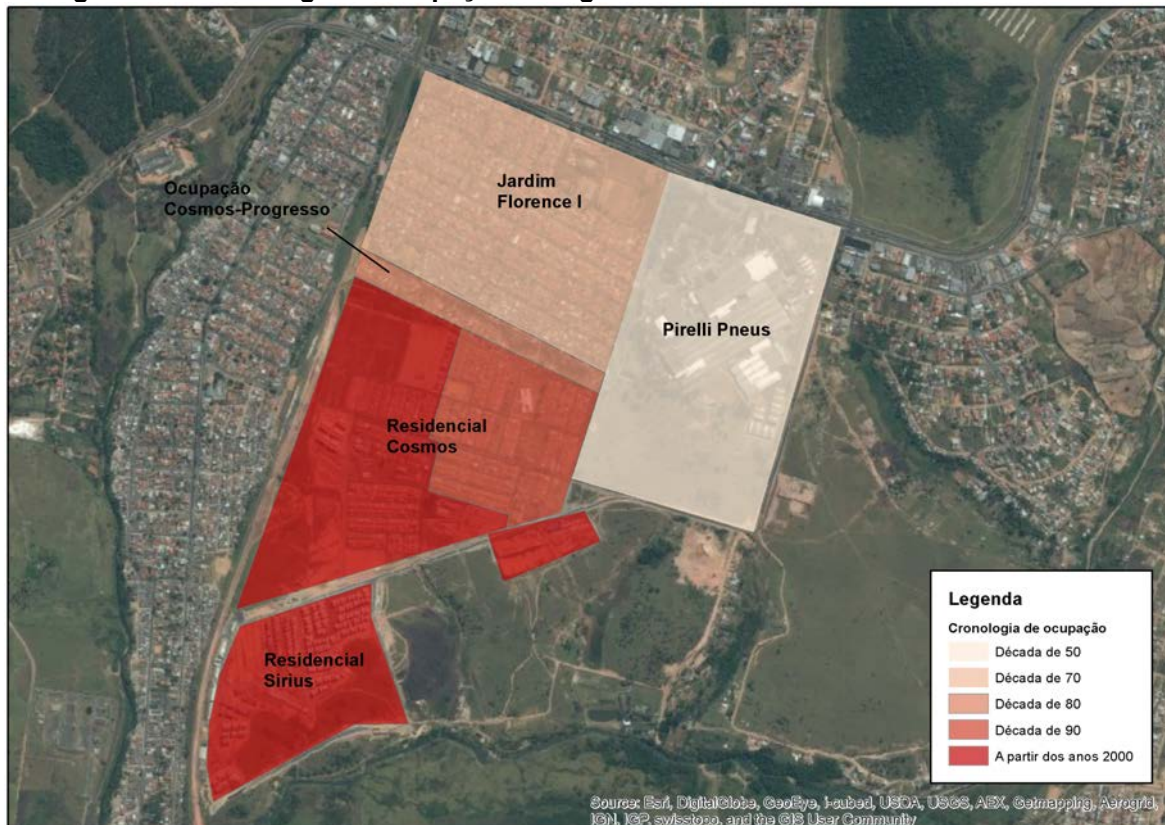 Ocupação
Cosmos-Progresso
Jardim
Florence I
Pirelli Pneus
Residencial
Cosmos
Residencial
Sirius
Legenda
Cronologia de ocupação
Década de 50
Década de 70
Década de 80
Década de 90
A partir dos anos 2000
Source: Esri, DigitalGlobe, GeoEye, i-cubed, USDA, USGS, AEX, Getmapping, Aerogrid,
IGN, IGP, swisstopo, and the GIS User Community